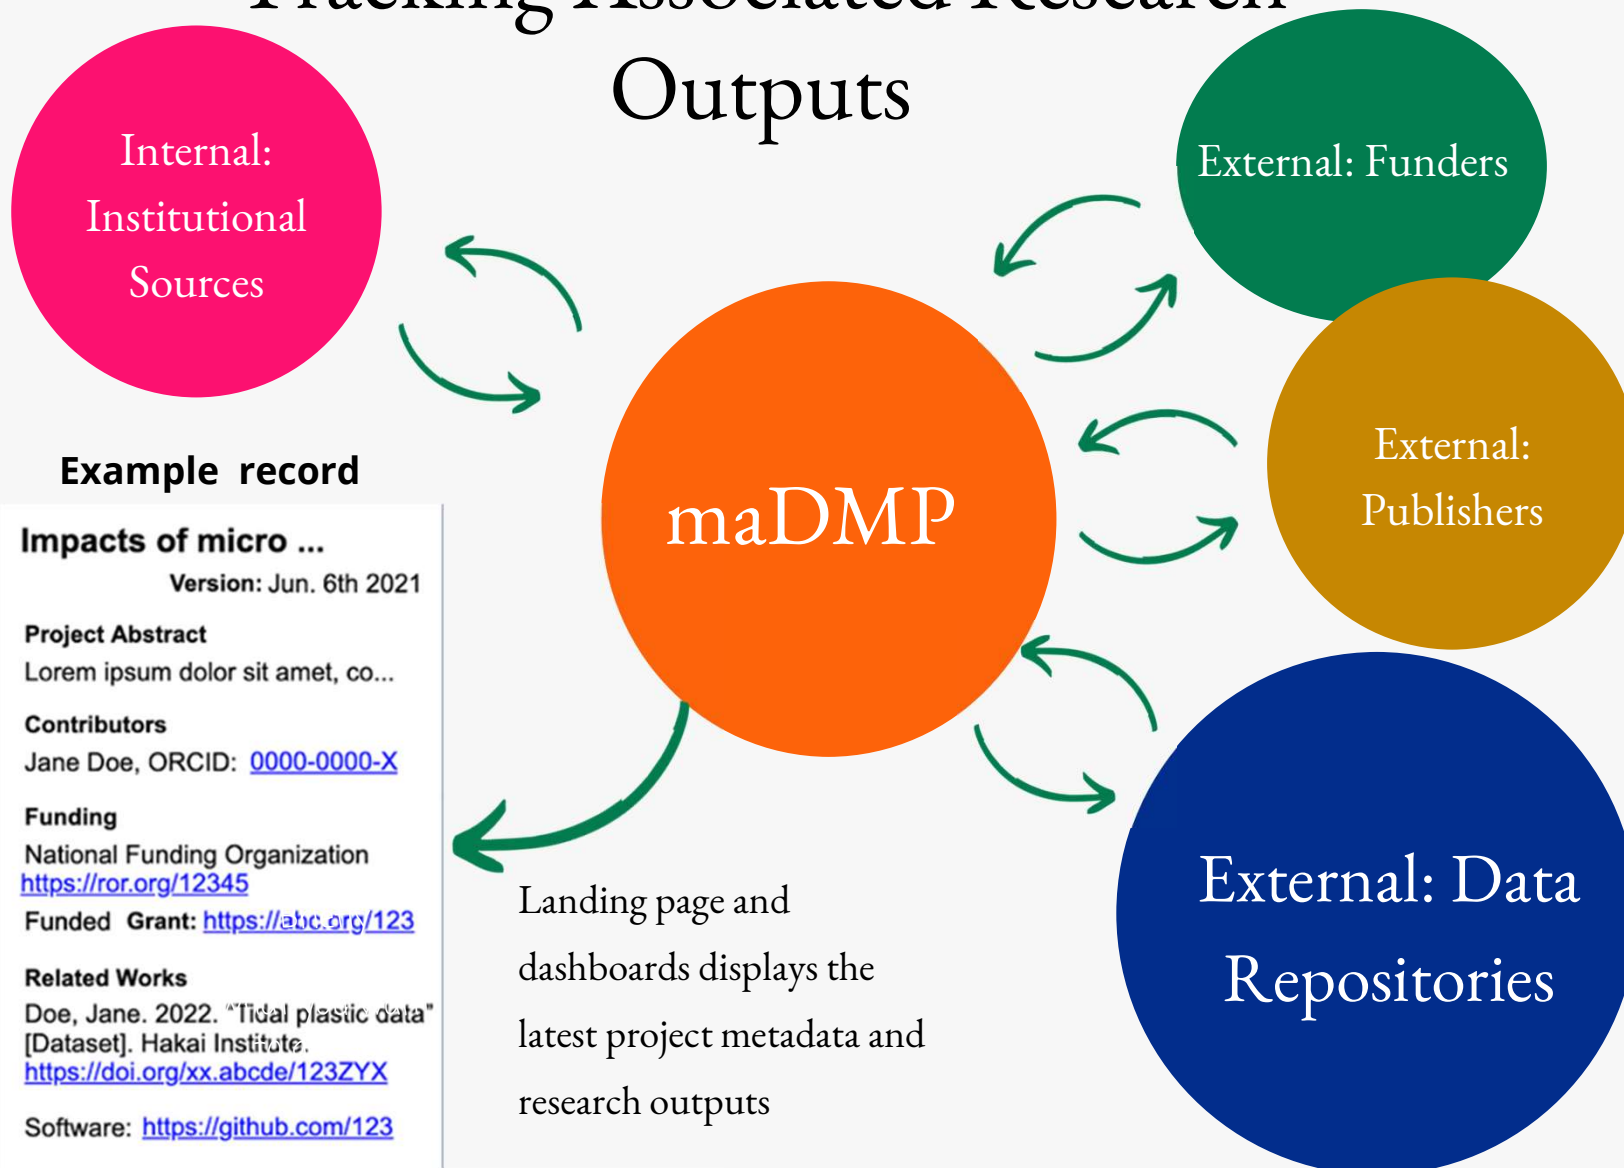 Tracking Associated Research
Outputs
Internal:
Institutional
Sources
External: Funders
External:
Publishers
maDMP
External: Data
Repositories
Example record
Impacts of micro ...
Version: Jun. 6th 2021
Project Abstract
Lorem ipsum dolor sit amet, co...
Contributors
Jane Doe, ORCID: 0000-0000-X
Funding
National Funding Organization
https://ror.org/12345
Funded Grant: https://abc.org/123
Related Works
Doe, Jane. 2022. "Tidal plastic data"
[Dataset]. Hakai Institute.
https://doi.org/xx.abcde/123ZYX
Software: https://github.com/123
Landing page and
dashboards displays the
latest project metadata and
research outputs